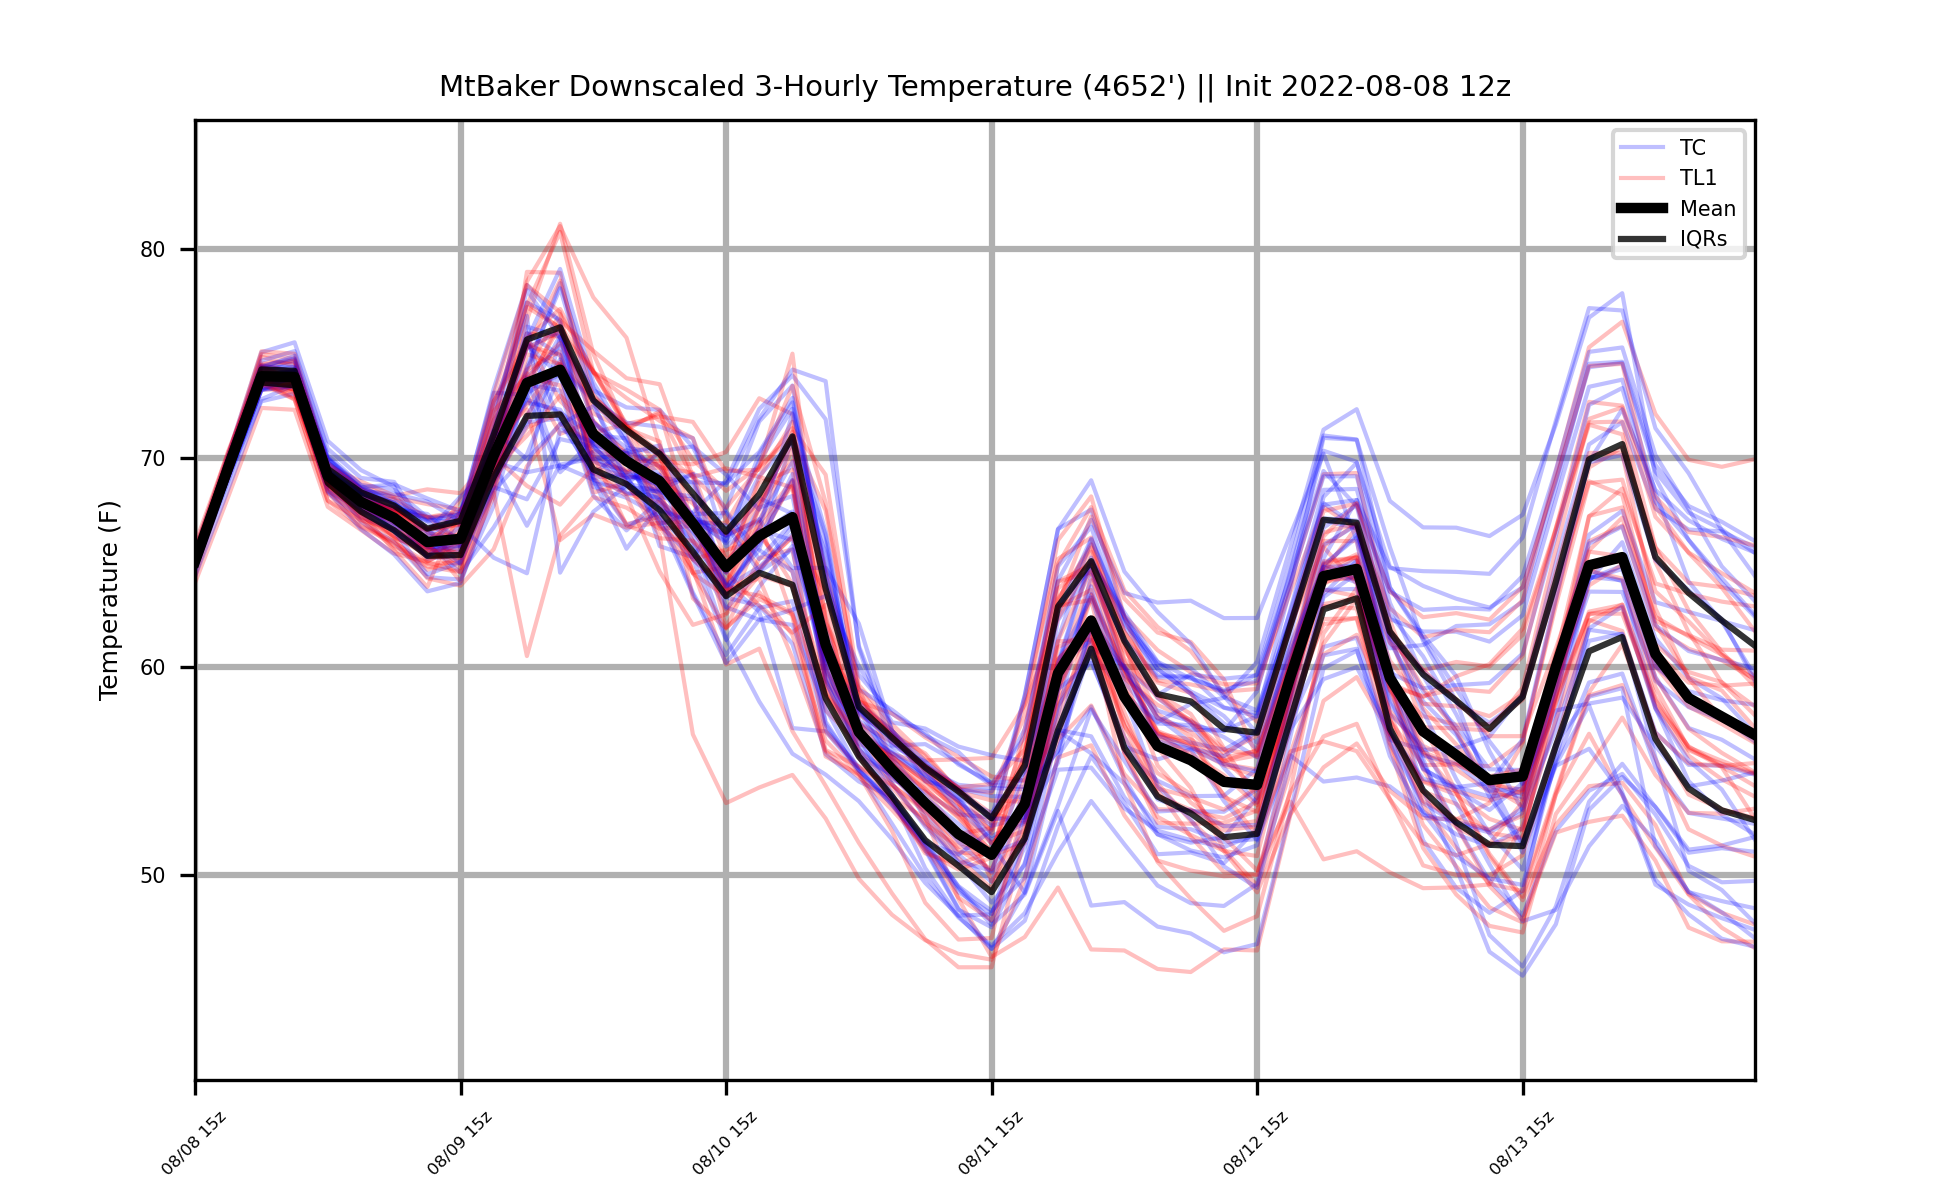 MtBaker Downscaled 3-Hourly Temperature (4652') || Init 2022-08-08 12z
TC
TL1
Mean
IQRs
80
70
60
50
Temperature (F)
08/08 15z
08/09 15z
08/10 15z
08/11 15z
08/12 15z
08/13 15z